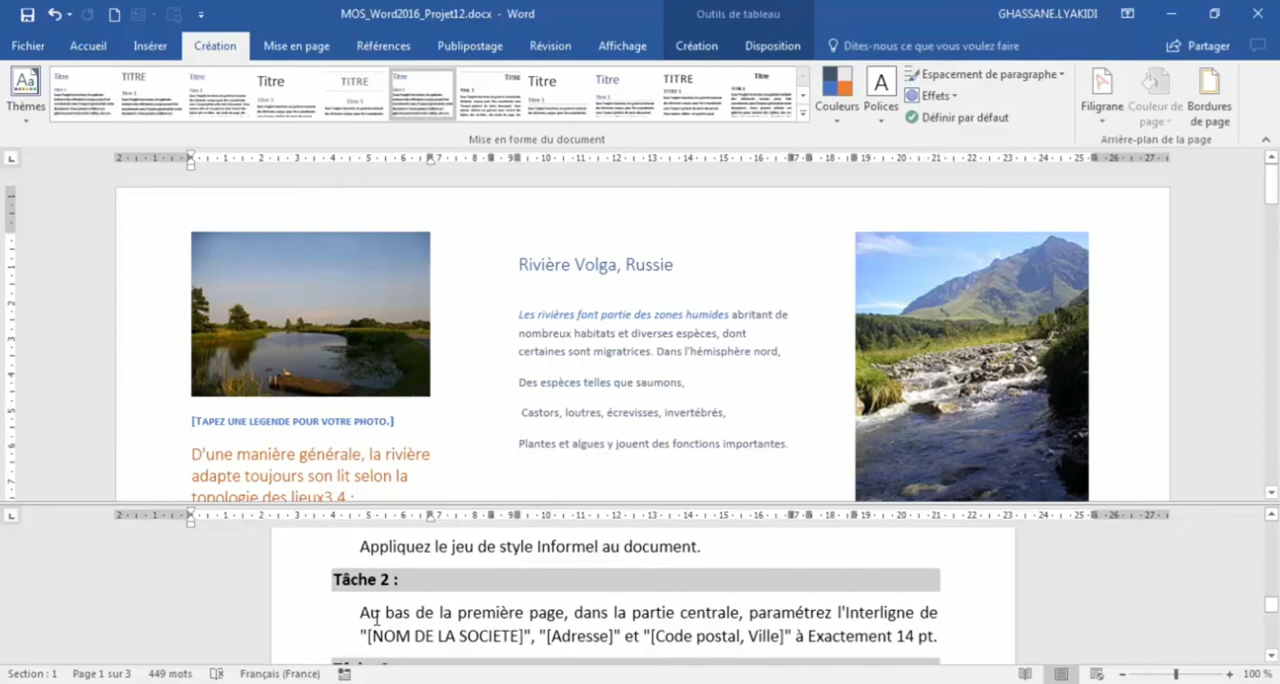 MOS_Word2016_Projet12.docx - Word
Outils de tableau
GHASSANE.LYAKIDI
Fichier Accueil Insérer Création Mise en page Références Publipostage Révision Affichage Création Disposition Dites-nous ce que vous voulez faire Partager
Thèmes
Titre TITRE Titre Titre TITRE Titre TITRE Titre Titre TITRE Titre
Couleurs Polices
Espacement de paragraphe
Effets
Définir par défaut
Filigrane Couleur de page Bordures de page
Mise en forme du document
Arrière-plan de la page
Rivière Volga, Russie
Les rivières font partie des zones humides abritant de
nombreux habitats et diverses espèces, dont
certaines sont migratrices. Dans l'hémisphère nord,
Des espèces telles que saumons,
Castors, loutres, écrevisses, invertébrés,
Plantes et algues y jouent des fonctions importantes.
[TAPEZ UNE LEGENDE POUR VOTRE PHOTO.]
D'une manière générale, la rivière
adapte toujours son lit selon la
topologie des lieux3 4 :
Appliquez le jeu de style Informel au document.
Tâche 2 :
Au bas de la première page, dans la partie centrale, paramétrez l'Interligne de
"[NOM DE LA SOCIETE]", "[Adresse]" et "[Code postal, Ville]" à Exactement 14 pt.
Section : 1 Page 1 sur 3 449 mots Français (France) 100 %